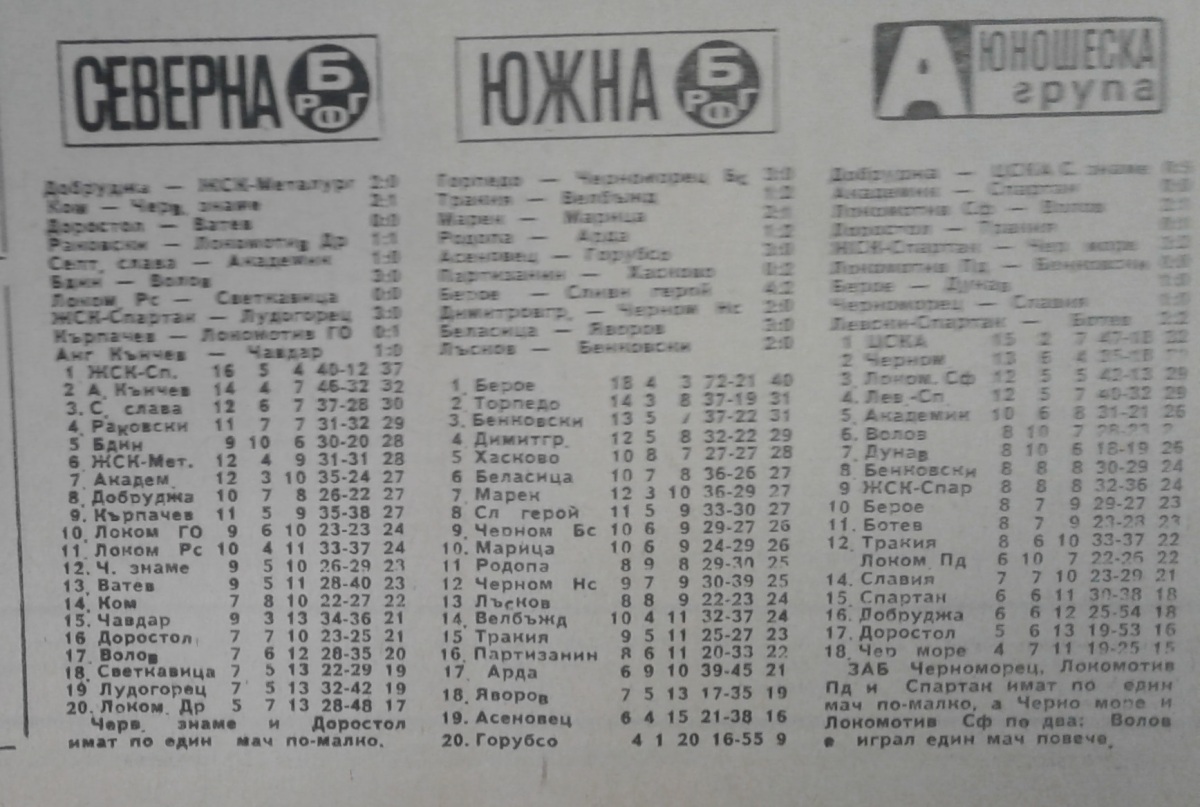 СЕВЕРНА Б РФГ
Добруджа — ЖСК-Металург 2:0
Ком — Черв. знаме 2:1
Доростол — Ватев 0:0
Раковски — Локомотив Др 1:1
Септ. слава — Академик 1:0
Бдин — Волов 3:0
Локом. Рс — Светкавица 0:0
ЖСК-Спартак — Лудогорец 3:0
Кърпачев — Локомотив ГО 0:1
Анг Кънчев — Чавдар 1:0
1 ЖСК-Сп. 16 5 4 40-12 37
2 А. Кънчев 14 4 7 46-32 32
3. С. слава 12 6 7 37-28 30
4. Раковски 11 7 7 31-32 29
5 Бдин 9 10 6 30-20 28
6. ЖСК-Мет. 12 4 9 31-31 28
7. Академ. 12 3 10 35-24 27
8. Добруджа 10 7 8 26-22 27
9. Кърпачев 11 5 9 35-38 27
10. Локом ГО 9 6 10 23-23 24
11. Локом Рс 10 4 11 33-37 24
12. Ч. знаме 9 5 10 26-29 23
13. Ватев 9 5 11 28-40 23
14. Ком 7 8 10 22-27 22
15. Чавдар 9 3 13 34-36 21
16 Доростол 7 7 10 23-25 21
17. Волов 7 6 12 28-35 20
18. Светкавица 7 5 13 22-29 19
19 Лудогорец 7 5 13 32-42 19
20. Локом. Др 5 7 13 28-48 17
Черв. знаме и Доростол
имат по един мач по-малко.
ЮЖНА Б РФГ
Торпедо — Черноморец Бс 3:0
Тракия — Велбъжд 1:2
Марек — Марица 2:1
Родопа — Арда 1:2
Асеновец — Горубсо 3:0
Партизанин — Хасково 0:2
Берое — Сливн герой 4:2
Димитровгр. — Черном Нс 2:0
Беласица — Яворов 3:0
Лъсков — Бенковски 2:0
1. Берое 18 4 3 72-21 40
2. Торпедо 14 3 8 37-19 31
3. Бенковски 13 5 7 37-22 31
4 Димитгр. 12 5 8 32-22 29
5 Хасково 10 8 7 27-27 28
6 Беласица 10 7 8 36-26 27
7. Марек 12 3 10 36-29 27
8 Сл герой 11 5 9 33-30 27
9. Черном Бс 10 6 9 29-27 26
10. Марица 10 6 9 24-29 26
11 Родопа 8 9 8 29-30 25
12 Черном Нс 9 7 9 30-39 25
13 Лъсков 8 8 9 22-23 24
14. Велбъжд 10 4 11 32-37 24
15 Тракия 9 5 11 25-27 23
16. Партизанин 8 6 11 20-33 22
17. Арда 6 9 10 39-45 21
18. Яворов 7 5 13 17-35 19
19. Асеновец 6 4 15 21-38 16
20. Горубсо 4 1 20 16-55 9
А ЮНОШЕСКА
група
Добруджа — ЦСКА С. знаме
Академик — Спартак
Локомотив Сф — Волов 2:1
Доростол — Тракия
ЖСК-Спартак — Чер море
Локомотив Пд — Бенковски
Берое — Дунав
Черноморец — Славия
Левски-Спартак — Ботев 2:2
1 ЦСКА 15 2 7 47-18 32
2 Черном 13 6 4
3. Локом. Сф 12 5 5 42-13 29
4. Лев.-Сп. 12 5 7 40-32 29
5. Академик 10 6 8 31-21 26
6. Волов 8 10 7 28-23
7. Дунав 8 10 6 18-19 26
8 Бенковски 8 8 8 30-29 24
9 ЖСК-Спар 8 8 8 32-36 24
10 Берое 8 7 9 29-27 23
11. Ботев 8 7 9 23-23 23
12. Тракия 8 6 10 33-37 22
Локом Пд 6 10 7 22-25 22
14. Славия 7 7 10 23-29 21
15. Спартак 6 6 11 30-38 18
16. Добруджа 6 6 12 25-54 18
17. Доростол 5 6 13 19-53 16
18. Чер море 4 7 11 19-25 15
ЗАБ Черноморец, Локомотив
Пд и Спартак имат по един
мач по-малко, а Черно море и
Локомотив Сф по два; Волов
е играл един мач повече.